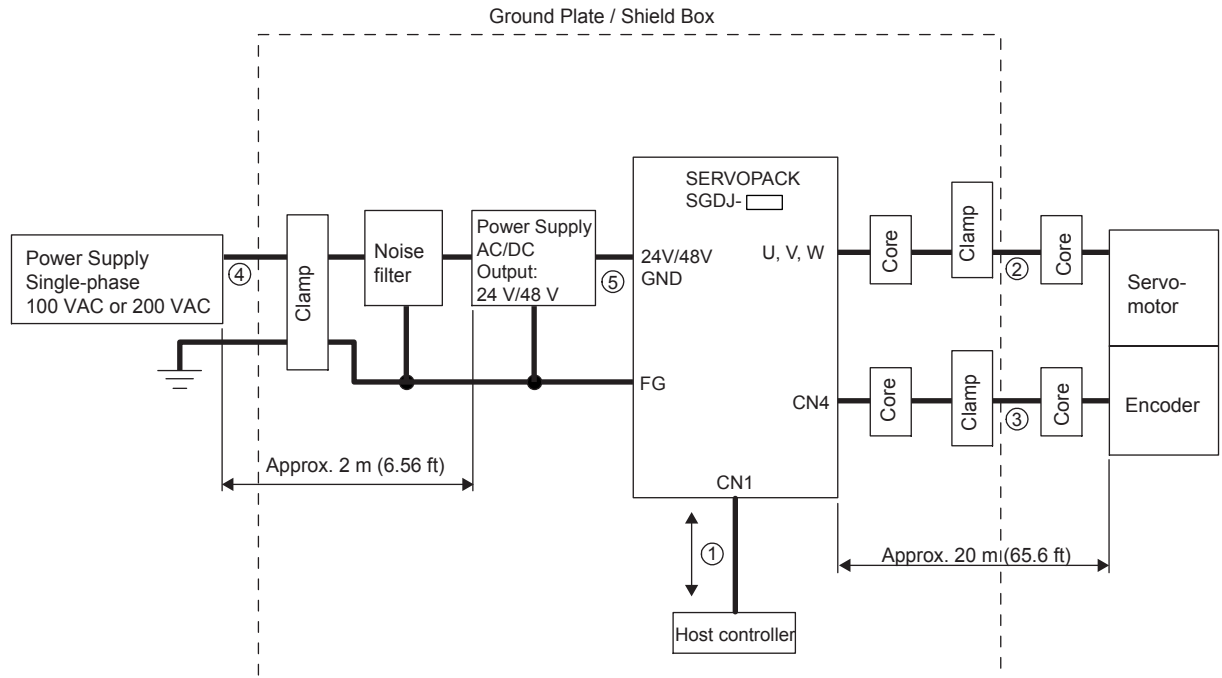 Ground Plate / Shield Box
Power Supply
Single-phase
100 VAC or 200 VAC
④
Clamp
Noise
filter
Power Supply
AC/DC
Output:
24 V/48 V
⑤
SERVOPACK
SGDJ-
24V/48V
GND
FG
U, V, W
CN4
CN1
Core
Clamp
②
Core
Servo-
motor
Core
Clamp
③
Core
Encoder
Approx. 2 m (6.56 ft)
①
Approx. 20 m (65.6 ft)
Host controller